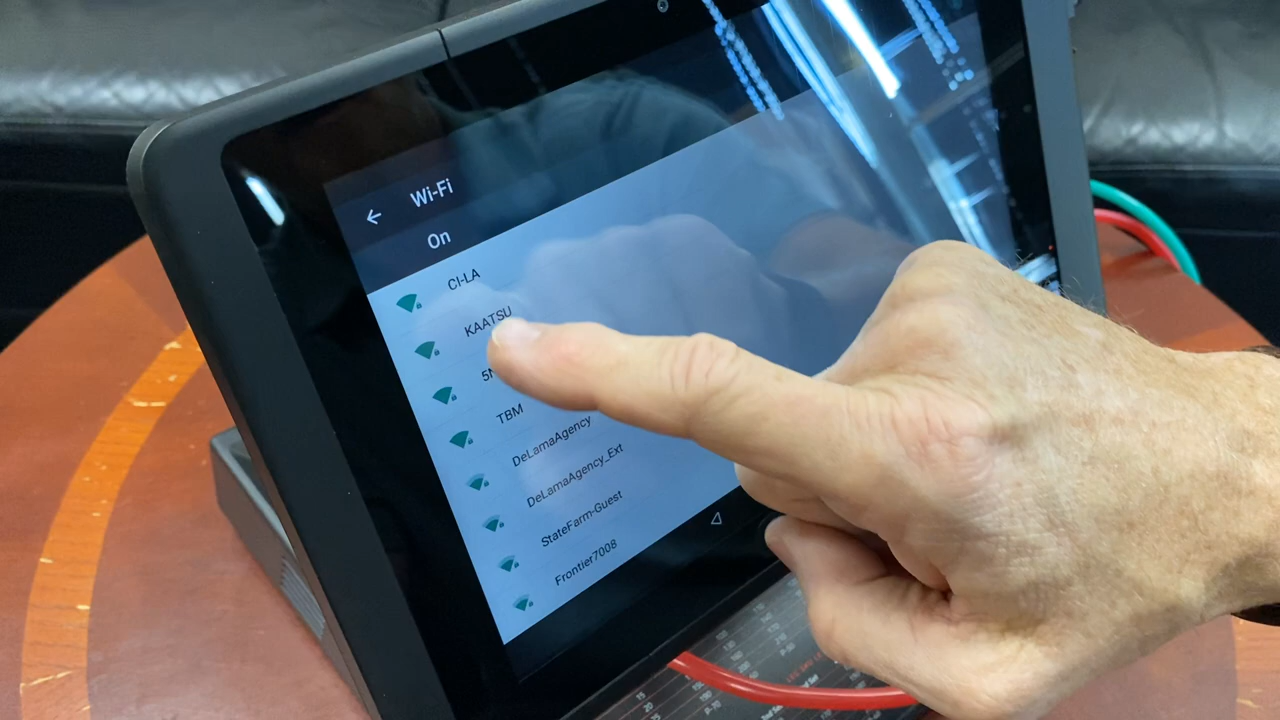 Wi-Fi
On
CI-LA
KAATSU
TBM
DeLamaAgency
DeLamaAgency_Ext
StateFarm-Guest
Frontier7008